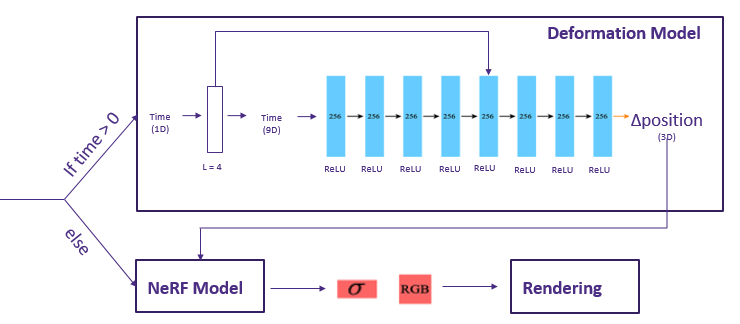 Deformation Model
If time > 0
Time
(1D)
L = 4
Time
(9D)
256
256
256
256
256
256
256
256
ReLU
ReLU
ReLU
ReLU
ReLU
ReLU
ReLU
ReLU
Δposition
(3D)
else
NeRF Model
σ
RGB
Rendering